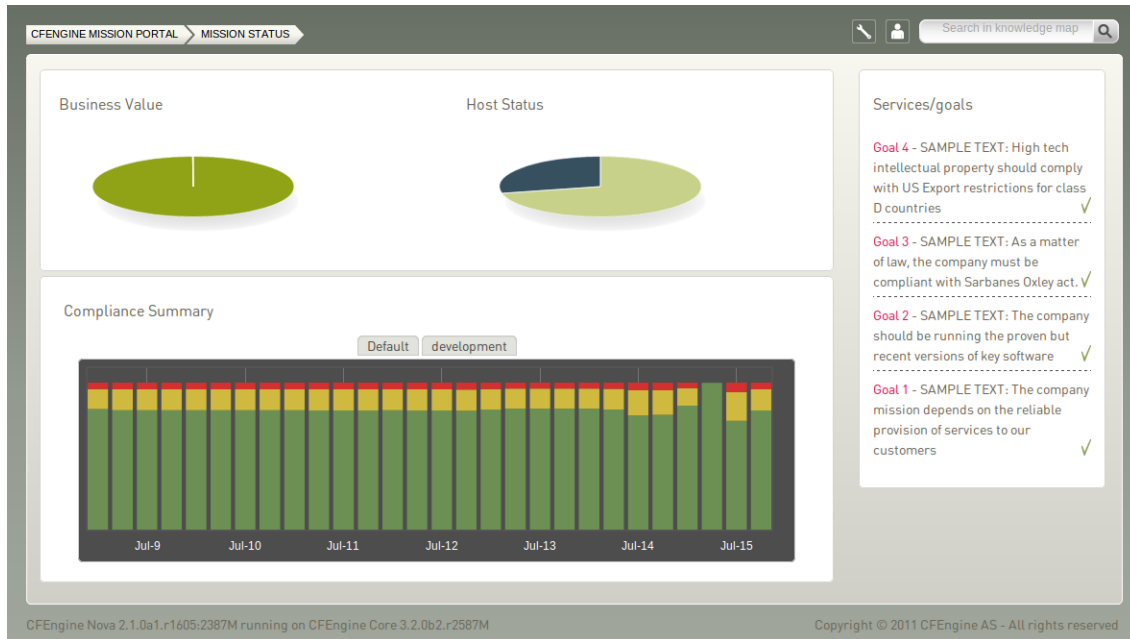 CFENGINE MISSION PORTAL
MISSION STATUS
Search in knowledge map
Business Value
Host Status
Services/goals
Goal 4 - SAMPLE TEXT: High tech
intellectual property should comply
with US Export restrictions for class
D countries
Goal 3 - SAMPLE TEXT: As a matter
of law, the company must be
compliant with Sarbanes Oxley act.
Goal 2 - SAMPLE TEXT: The company
should be running the proven but
recent versions of key software
Goal 1 - SAMPLE TEXT: The company
mission depends on the reliable
provision of services to our
customers
Compliance Summary
Default
development
Jul-9
Jul-10
Jul-11
Jul-12
Jul-13
Jul-14
Jul-15
CFEngine Nova 2.1.0a1.r1605:2387M running on CFEngine Core 3.2.0b2.r2587M
Copyright © 2011 CFEngine AS - All rights reserved